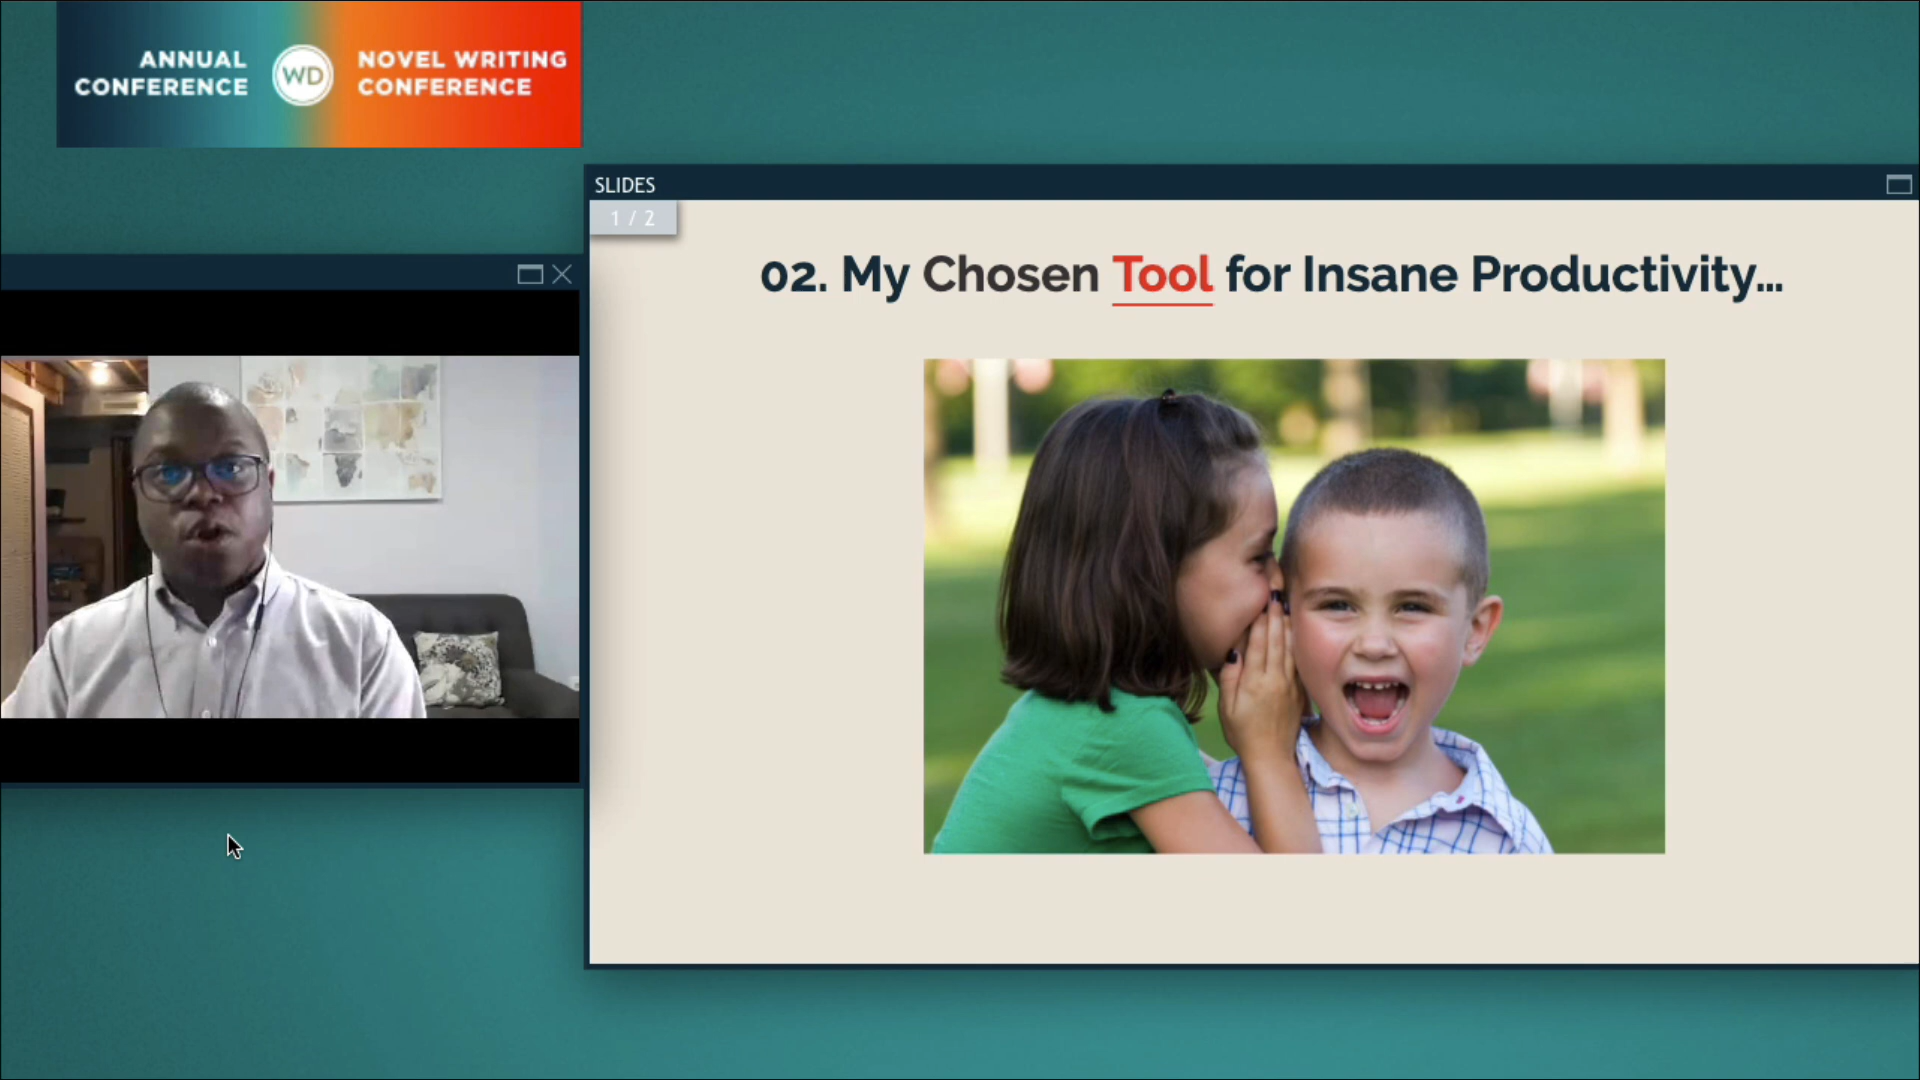 ANNUAL
CONFERENCE
WD
NOVEL WRITING
CONFERENCE
SLIDES
1 / 2
02. My Chosen Tool for Insane Productivity...